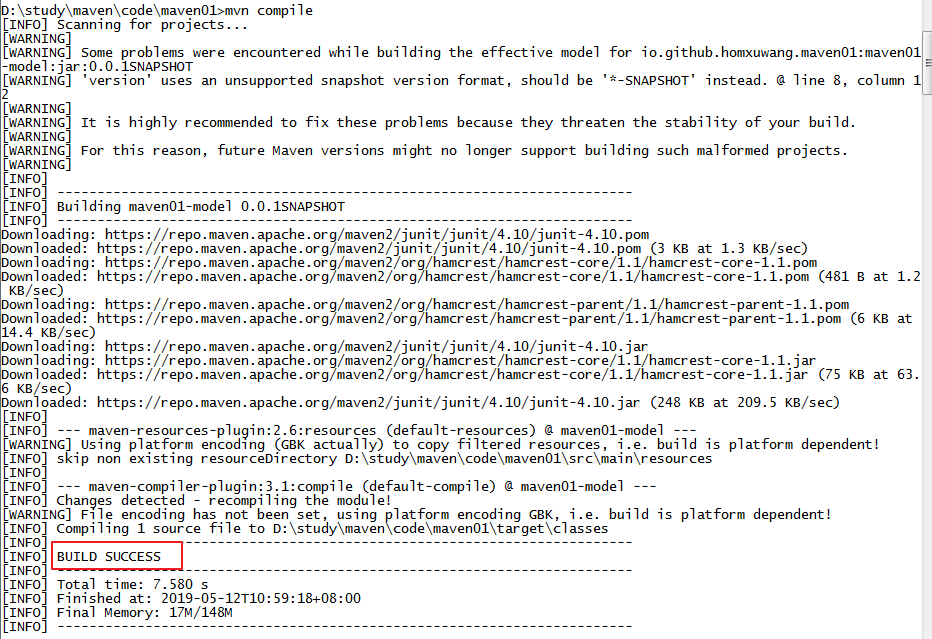 D:\study\maven\code\maven01>mvn compile
[INFO] Scanning for projects...
[WARNING]
[WARNING] Some problems were encountered while building the effective model for io.github.homxuwang.maven01:maven01
-model:jar:0.0.1SNAPSHOT
[WARNING] 'version' uses an unsupported snapshot version format, should be '*-SNAPSHOT' instead. @ line 8, column 1
2
[WARNING]
[WARNING] It is highly recommended to fix these problems because they threaten the stability of your build.
[WARNING]
[WARNING] For this reason, future Maven versions might no longer support building such malformed projects.
[WARNING]
[INFO]
[INFO] ------------------------------------------------------------------------
[INFO] Building maven01-model 0.0.1SNAPSHOT
[INFO] ------------------------------------------------------------------------
Downloading: https://repo.maven.apache.org/maven2/junit/junit/4.10/junit-4.10.pom
Downloaded: https://repo.maven.apache.org/maven2/junit/junit/4.10/junit-4.10.pom (3 KB at 1.3 KB/sec)
Downloading: https://repo.maven.apache.org/maven2/org/hamcrest/hamcrest-core/1.1/hamcrest-core-1.1.pom
Downloaded: https://repo.maven.apache.org/maven2/org/hamcrest/hamcrest-core/1.1/hamcrest-core-1.1.pom (481 B at 1.2
 KB/sec)
Downloading: https://repo.maven.apache.org/maven2/org/hamcrest/hamcrest-parent/1.1/hamcrest-parent-1.1.pom
Downloaded: https://repo.maven.apache.org/maven2/org/hamcrest/hamcrest-parent/1.1/hamcrest-parent-1.1.pom (6 KB at
14.4 KB/sec)
Downloading: https://repo.maven.apache.org/maven2/junit/junit/4.10/junit-4.10.jar
Downloading: https://repo.maven.apache.org/maven2/org/hamcrest/hamcrest-core/1.1/hamcrest-core-1.1.jar
Downloaded: https://repo.maven.apache.org/maven2/org/hamcrest/hamcrest-core/1.1/hamcrest-core-1.1.jar (75 KB at 63.
6 KB/sec)
Downloaded: https://repo.maven.apache.org/maven2/junit/junit/4.10/junit-4.10.jar (248 KB at 209.5 KB/sec)
[INFO]
[INFO] --- maven-resources-plugin:2.6:resources (default-resources) @ maven01-model ---
[WARNING] Using platform encoding (GBK actually) to copy filtered resources, i.e. build is platform dependent!
[INFO] skip non existing resourceDirectory D:\study\maven\code\maven01\src\main\resources
[INFO]
[INFO] --- maven-compiler-plugin:3.1:compile (default-compile) @ maven01-model ---
[INFO] Changes detected - recompiling the module!
[WARNING] File encoding has not been set, using platform encoding GBK, i.e. build is platform dependent!
[INFO] Compiling 1 source file to D:\study\maven\code\maven01\target\classes
[INFO] ------------------------------------------------------------------------
[INFO] BUILD SUCCESS
[INFO] ------------------------------------------------------------------------
[INFO] Total time: 7.580 s
[INFO] Finished at: 2019-05-12T10:59:18+08:00
[INFO] Final Memory: 17M/148M
[INFO] ------------------------------------------------------------------------